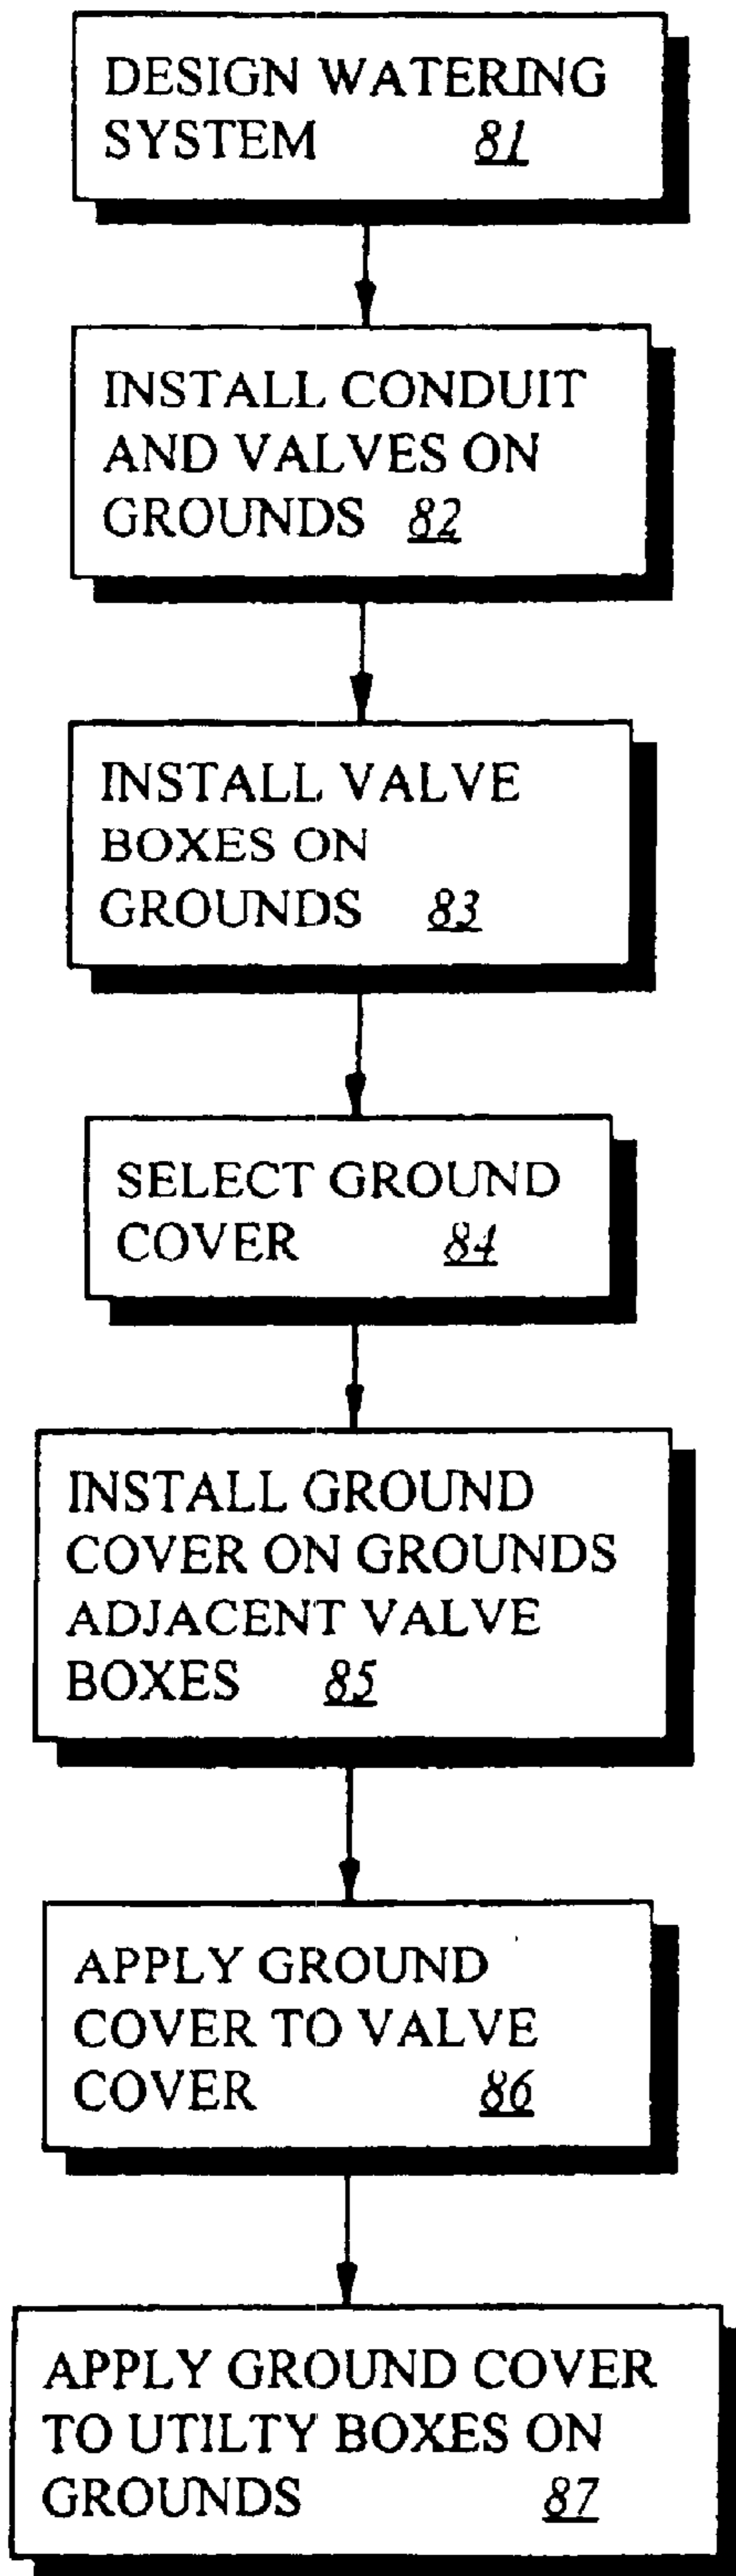 DESIGN WATERING
SYSTEM 81
INSTALL CONDUIT
AND VALVES ON
GROUNDS 82
INSTALL VALVE
BOXES ON
GROUNDS 83
SELECT GROUND
COVER 84
INSTALL GROUND
COVER ON GROUNDS
ADJACENT VALVE
BOXES 85
APPLY GROUND
COVER TO VALVE
COVER 86
APPLY GROUND COVER
TO UTILTY BOXES ON
GROUNDS 87